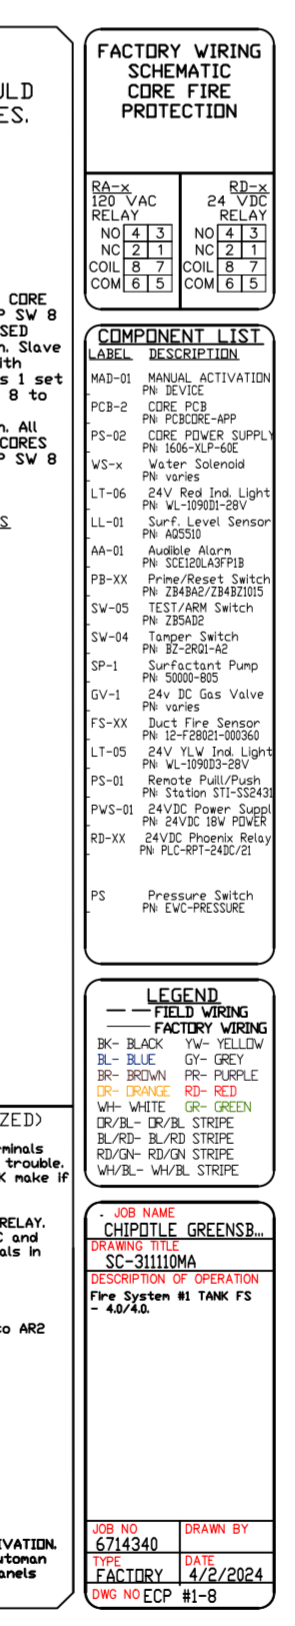 ULD
ES.
CORE
P SW 8
SED
n. Slave
ith
s 1 set
8 to
n. All
CORES
P SW 8
S
ZED)
minals
trouble.
K make if
RELAY.
C and
als in
to AR2
IVATION.
utoman
anels
FACTORY WIRING
SCHEMATIC
CORE FIRE
PROTECTION
RA-x
120 VAC
RELAY
NO 4 3
NC 2 1
COIL 8 7
COM 6 5
RD-x
24 VDC
RELAY
NO 4 3
NC 2 1
COIL 8 7
COM 6 5
COMPONENT LIST
LABEL DESCRIPTION
MAD-01 MANUAL ACTIVATION
PN: DEVICE
PCB-2 CORE PCB
PN: PCBCORE-APP
PS-02 CORE POWER SUPPLY
PN: 1606-XLP-60E
WS-x Water Solenoid
PN: varies
LT-06 24V Red Ind. Light
PN: WL-1090D1-28V
LL-01 Surf. Level Sensor
PN: AQ5510
AA-01 Audible Alarm
PN: SCE120LA3FP1B
PB-XX Prime/Reset Switch
PN: ZB4BA2/ZB4BZ1015
SW-05 TEST/ARM Switch
PN: ZB5AD2
SW-04 Tamper Switch
PN: BZ-2RQ1-A2
SP-1 Surfactant Pump
PN: 50000-805
GV-1 24v DC Gas Valve
PN: varies
FS-XX Duct Fire Sensor
PN: 12-F28021-000360
LT-05 24V YLW Ind. Light
PN: WL-1090D3-28V
PS-01 Remote Puill/Push
PN: Station STI-SS2431
PWS-01 24VDC Power Suppl
PN: 24VDC 18W POWER
RD-XX 24VDC Phoenix Relay
PN: PLC-RPT-24DC/21
PS Pressure Switch
PN: EWC-PRESSURE
LEGEND
FIELD WIRING
FACTORY WIRING
BK- BLACK YW- YELLOW
BL- BLUE GY- GREY
BR- BROWN PR- PURPLE
OR- ORANGE RD- RED
WH- WHITE GR- GREEN
OR/BL- OR/BL STRIPE
BL/RD- BL/RD STRIPE
RD/GN- RD/GN STRIPE
WH/BL- WH/BL STRIPE
JOB NAME
CHIPOTLE GREENSB...
DRAWING TITLE
SC-311110MA
DESCRIPTION OF OPERATION
Fire System #1 TANK FS
- 4.0/4.0.
JOB NO
6714340
DRAWN BY
TYPE
FACTORY
DATE
4/2/2024
DWG NO ECP #1-8